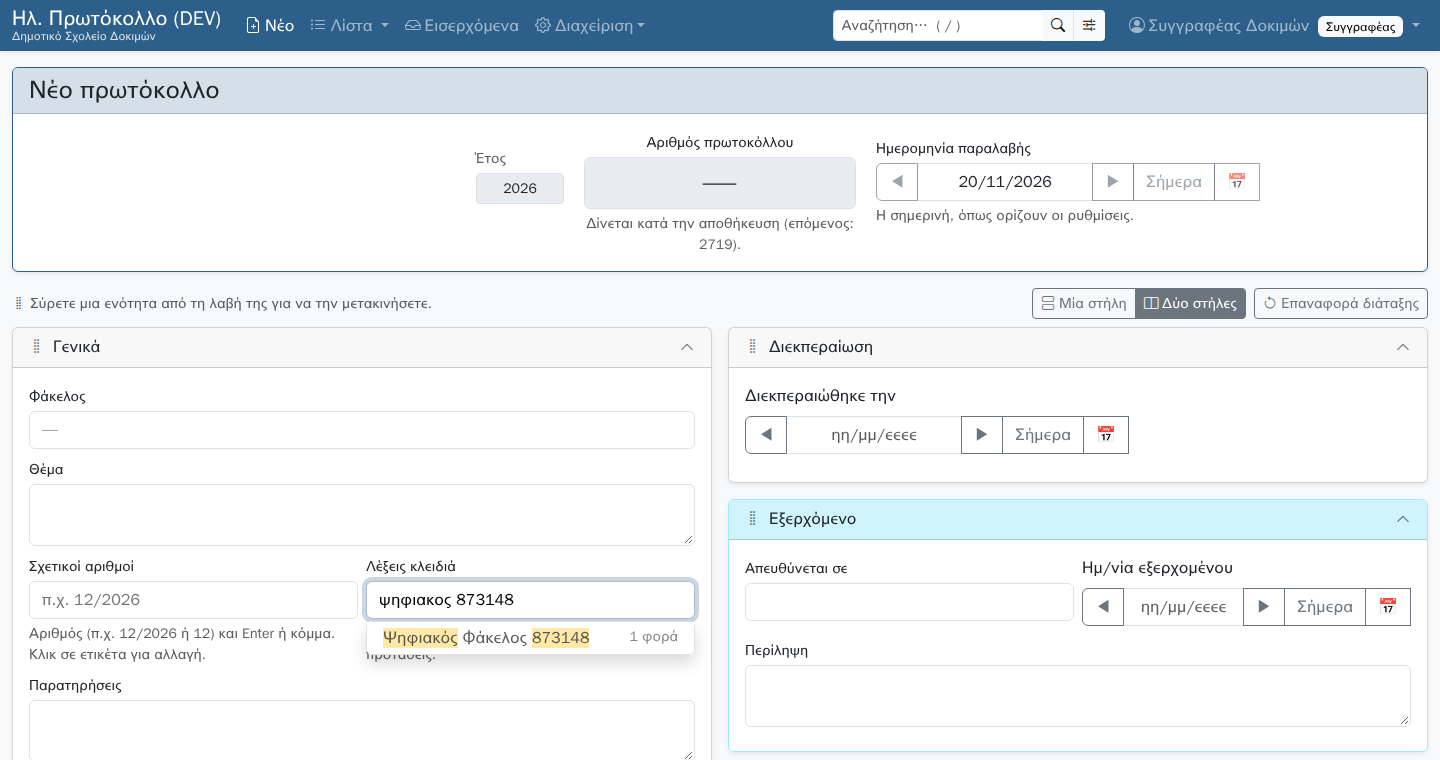 Ηλ. Πρωτόκολλο (DEV)
Δημοτικό Σχολείο Δοκιμών
Νέο
Λίστα
Εισερχόμενα
Διαχείριση
Αναζήτηση… ( / )
Συγγραφέας Δοκιμών
Συγγραφέας
Νέο πρωτόκολλο
Έτος
2026
Αριθμός πρωτοκόλλου
—
Δίνεται κατά την αποθήκευση (επόμενος:
2719).
Ημερομηνία παραλαβής
20/11/2026
Σήμερα
Η σημερινή, όπως ορίζουν οι ρυθμίσεις.
Σύρετε μια ενότητα από τη λαβή της για να την μετακινήσετε.
Μία στήλη
Δύο στήλες
Επαναφορά διάταξης
Γενικά
Φάκελος
—
Θέμα
Σχετικοί αριθμοί
π.χ. 12/2026
Αριθμός (π.χ. 12/2026 ή 12) και Enter ή κόμμα.
Κλικ σε ετικέτα για αλλαγή.
Λέξεις κλειδιά
ψηφιακος 873148
Ψηφιακός Φάκελος 873148
1 φορά
Παρατηρήσεις
Διεκπεραίωση
Διεκπεραιώθηκε την
ηη/μμ/εεεε
Σήμερα
Εξερχόμενο
Απευθύνεται σε
Ημ/νία εξερχομένου
ηη/μμ/εεεε
Σήμερα
Περίληψη